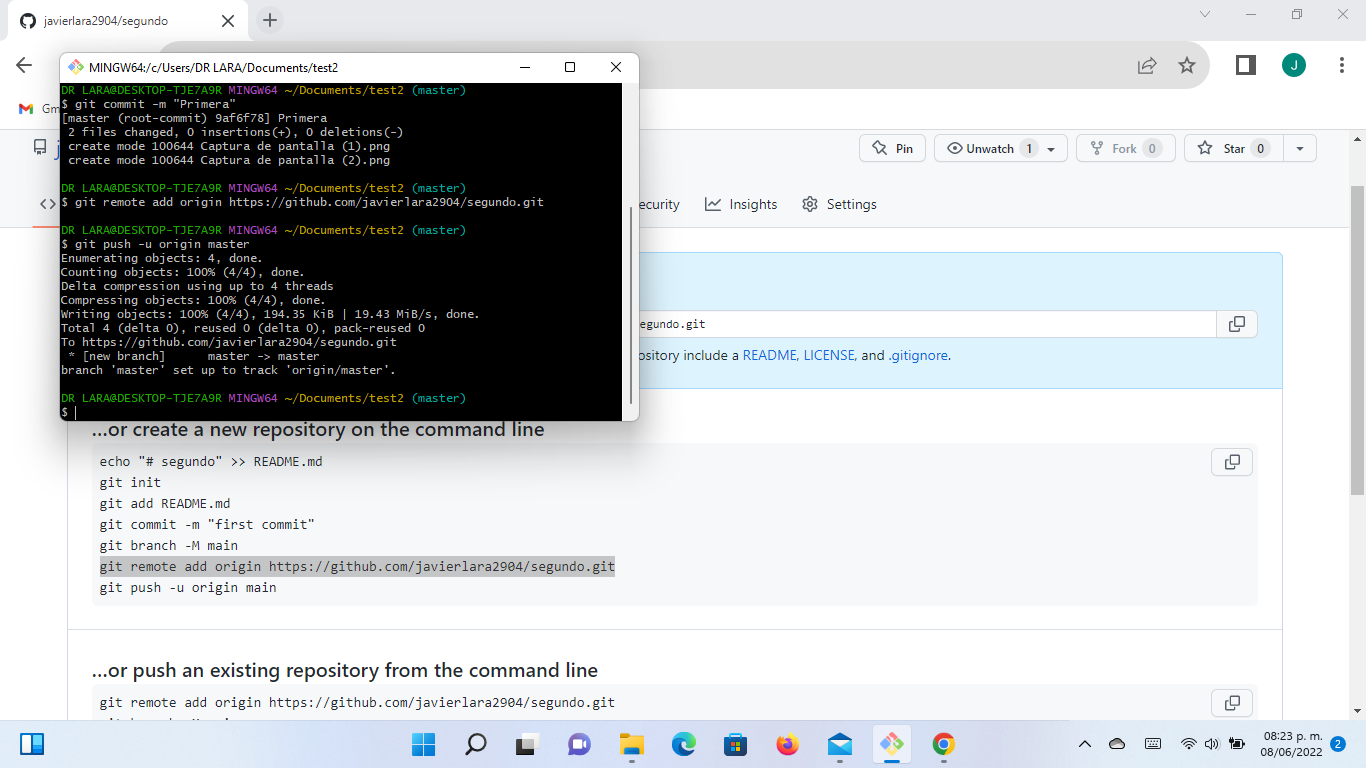 javierlara2904/segundo
MINGW64:/c/Users/DR LARA/Documents/test2
DR LARA@DESKTOP-TJE7A9R MINGW64 ~/Documents/test2 (master)
$ git commit -m "Primera"
[master (root-commit) 9af6f78] Primera
2 files changed, 0 insertions(+), 0 deletions(-)
create mode 100644 Captura de pantalla (1).png
create mode 100644 Captura de pantalla (2).png
DR LARA@DESKTOP-TJE7A9R MINGW64 ~/Documents/test2 (master)
$ git remote add origin https://github.com/javierlara2904/segundo.git
DR LARA@DESKTOP-TJE7A9R MINGW64 ~/Documents/test2 (master)
$ git push -u origin master
Enumerating objects: 4, done.
Counting objects: 100% (4/4), done.
Delta compression using up to 4 threads
Compressing objects: 100% (4/4), done.
Writing objects: 100% (4/4), 194.35 KiB | 19.43 MiB/s, done.
Total 4 (delta 0), reused 0 (delta 0), pack-reused 0
To https://github.com/javierlara2904/segundo.git
* [new branch]      master -> master
branch 'master' set up to track 'origin/master'.
DR LARA@DESKTOP-TJE7A9R MINGW64 ~/Documents/test2 (master)
$
J
Gm
j
Pin
Unwatch 1
Fork 0
Star 0
<>
ecurity
Insights
Settings
egundo.git
ository include a README, LICENSE, and .gitignore.
…or create a new repository on the command line
echo "# segundo" >> README.md
git init
git add README.md
git commit -m "first commit"
git branch -M main
git remote add origin https://github.com/javierlara2904/segundo.git
git push -u origin main
…or push an existing repository from the command line
git remote add origin https://github.com/javierlara2904/segundo.git
08:23 p. m.
08/06/2022
2